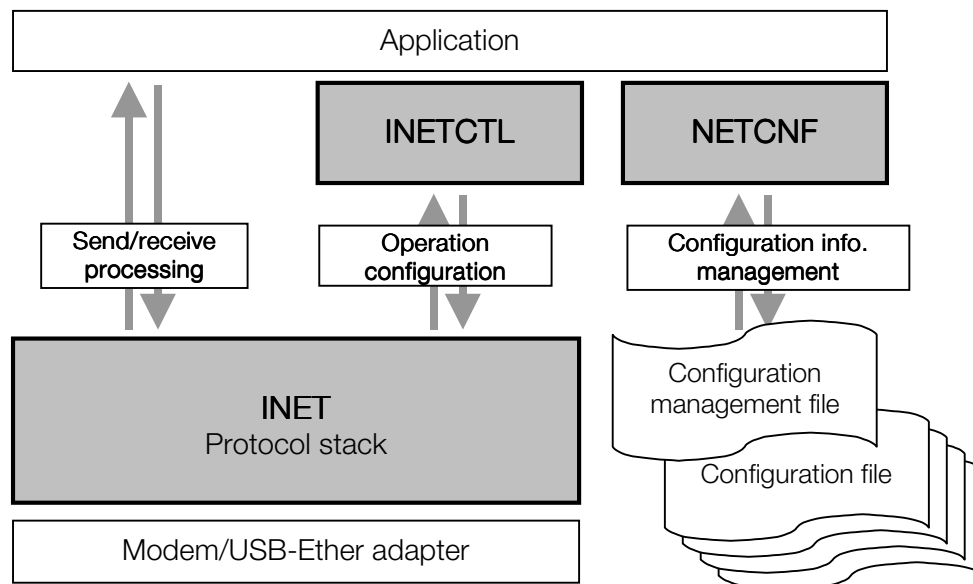 Application
INETCTL
NETCNF
Send/receive
processing
Operation
configuration
Configuration info.
management
INET
Protocol stack
Configuration
management file
Configuration file
Modem/USB-Ether adapter